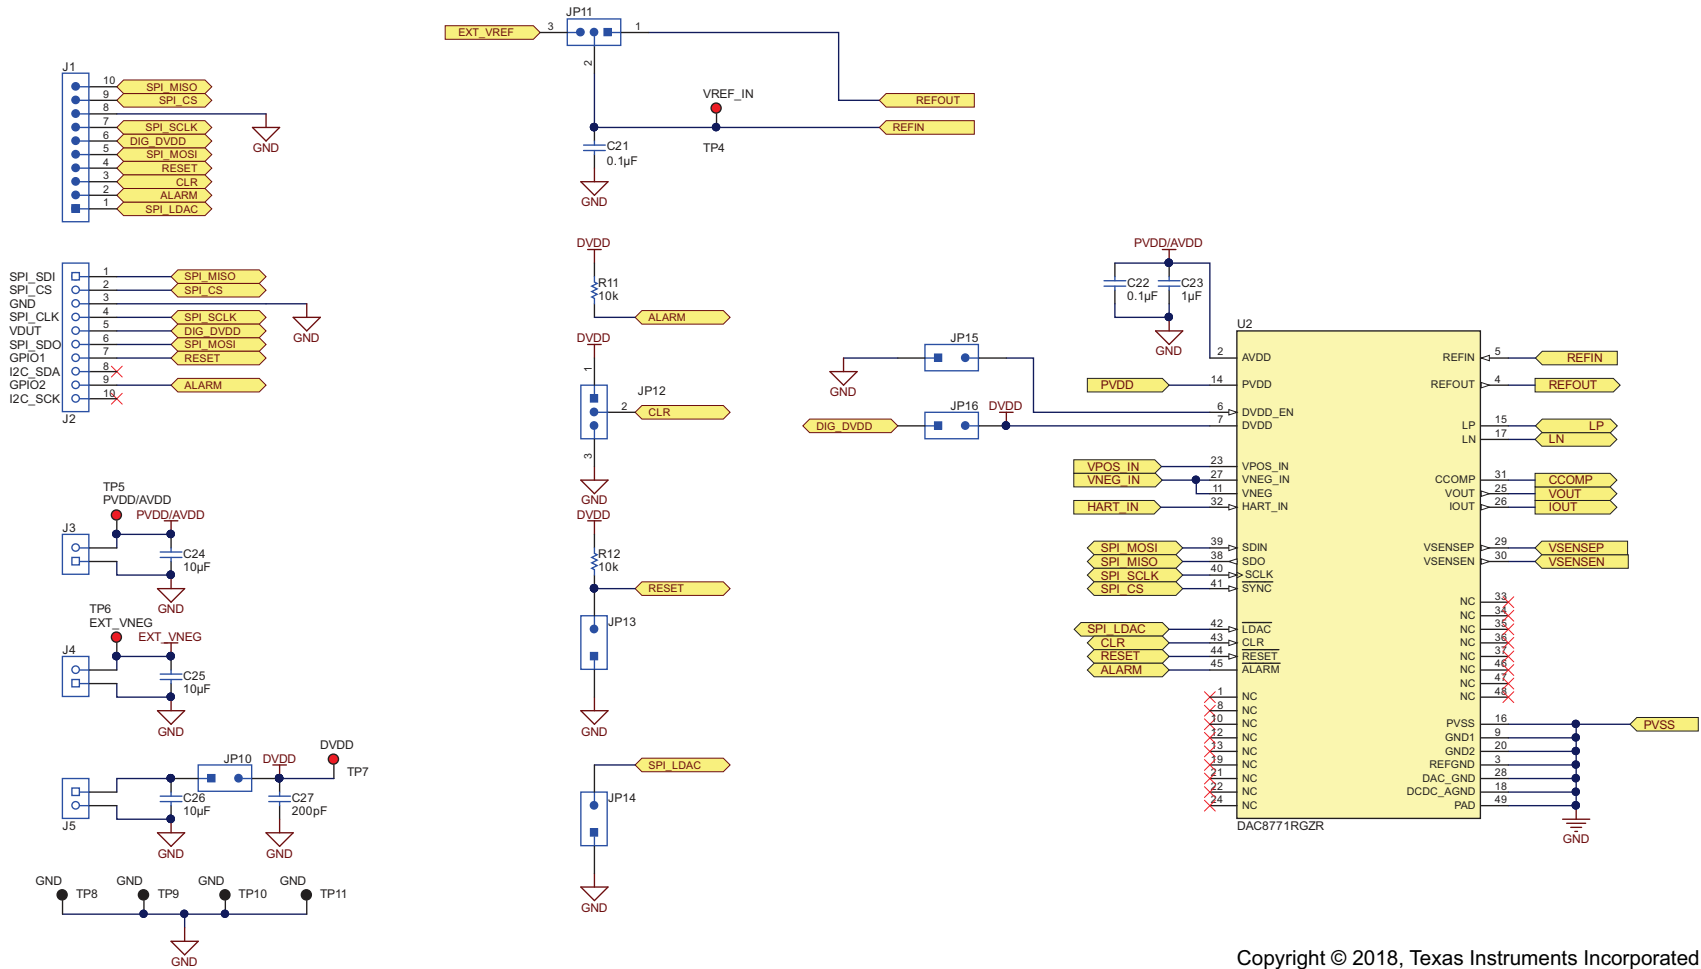 J1
10 SPI_MISO
9 SPI_CS
8
GND
7 SPI_SCLK
6 DIG_DVDD
5 SPI_MOSI
4 RESET
3 CLR
2 ALARM
1 SPI_LDAC
SPI_SDI 1 SPI_MISO
SPI_CS 2 SPI_CS
GND 3
GND
SPI_CLK 4 SPI_SCLK
VDUT 5 DIG_DVDD
SPI_SDO 6 SPI_MOSI
GPIO1 7 RESET
I2C_SDA 8
GPIO2 9 ALARM
I2C_SCK 10
J2
TP5
PVDD/AVDD
PVDD/AVDD
J3
C24
10µF
GND
TP6
EXT_VNEG
EXT_VNEG
J4
C25
10µF
GND
DVDD
TP7
JP10
DVDD
C26
10µF
C27
200pF
J5
GND
GND
GND TP8
GND TP9
GND TP10
GND TP11
GND
JP11
EXT_VREF 3
1
2
REFOUT
VREF_IN
TP4
REFIN
C21
0.1µF
GND
DVDD
R11
10k
ALARM
DVDD
1
JP12
2 CLR
3
GND
DVDD
R12
10k
RESET
JP13
GND
SPI_LDAC
JP14
GND
PVDD/AVDD
C22
0.1µF
C23
1µF
GND
JP15
GND
JP16
DVDD
DIG_DVDD
U2
2 AVDD
PVDD 14 PVDD
6 DVDD_EN
7 DVDD
VPOS_IN 23 VPOS_IN
VNEG_IN 27 VNEG_IN
11 VNEG
HART_IN 32 HART_IN
SPI_MOSI 39 SDIN
SPI_MISO 38 SDO
SPI_SCLK 40 SCLK
SPI_CS 41 SYNC
SPI_LDAC 42 LDAC
CLR 43 CLR
RESET 44 RESET
ALARM 45 ALARM
1 NC
8 NC
10 NC
12 NC
13 NC
19 NC
21 NC
22 NC
24 NC
REFIN 5 REFIN
REFOUT 4 REFOUT
LP 15 LP
LN 17 LN
CCOMP 31 CCOMP
VOUT 25 VOUT
IOUT 26 IOUT
VSENSEP 29 VSENSEP
VSENSEN 30 VSENSEN
NC 33
NC 34
NC 35
NC 36
NC 37
NC 46
NC 47
NC 48
PVSS 16 PVSS
GND1 9
GND2 20
REFGND 3
DAC_GND 28
DCDC_AGND 18
PAD 49
GND
DAC8771RGZR
Copyright © 2018, Texas Instruments Incorporated